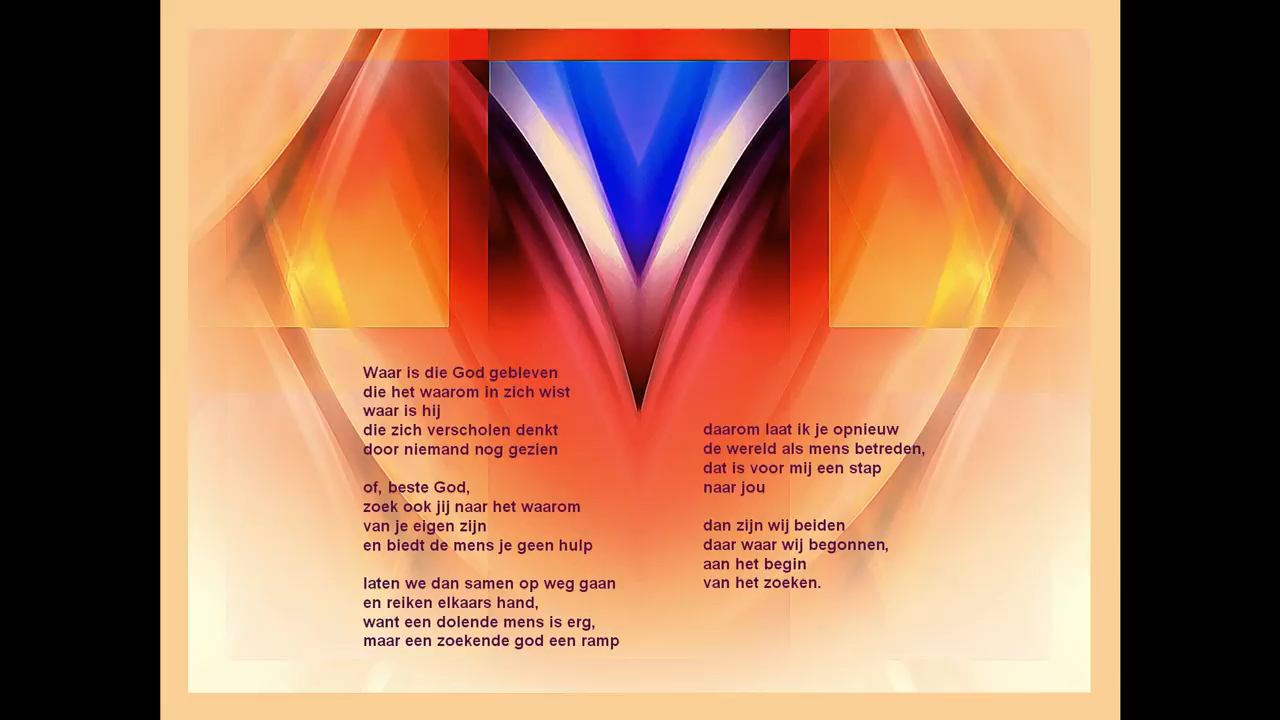 Waar is die God gebleven
die het waarom in zich wist
waar is hij
die zich verscholen denkt
door niemand nog gezien

of, beste God,
zoek ook jij naar het waarom
van je eigen zijn
en biedt de mens je geen hulp

laten we dan samen op weg gaan
en reiken elkaars hand,
want een dolende mens is erg,
maar een zoekende god een ramp

daarom laat ik je opnieuw
de wereld als mens betreden,
dat is voor mij een stap
naar jou

dan zijn wij beiden
daar waar wij begonnen,
aan het begin
van het zoeken.